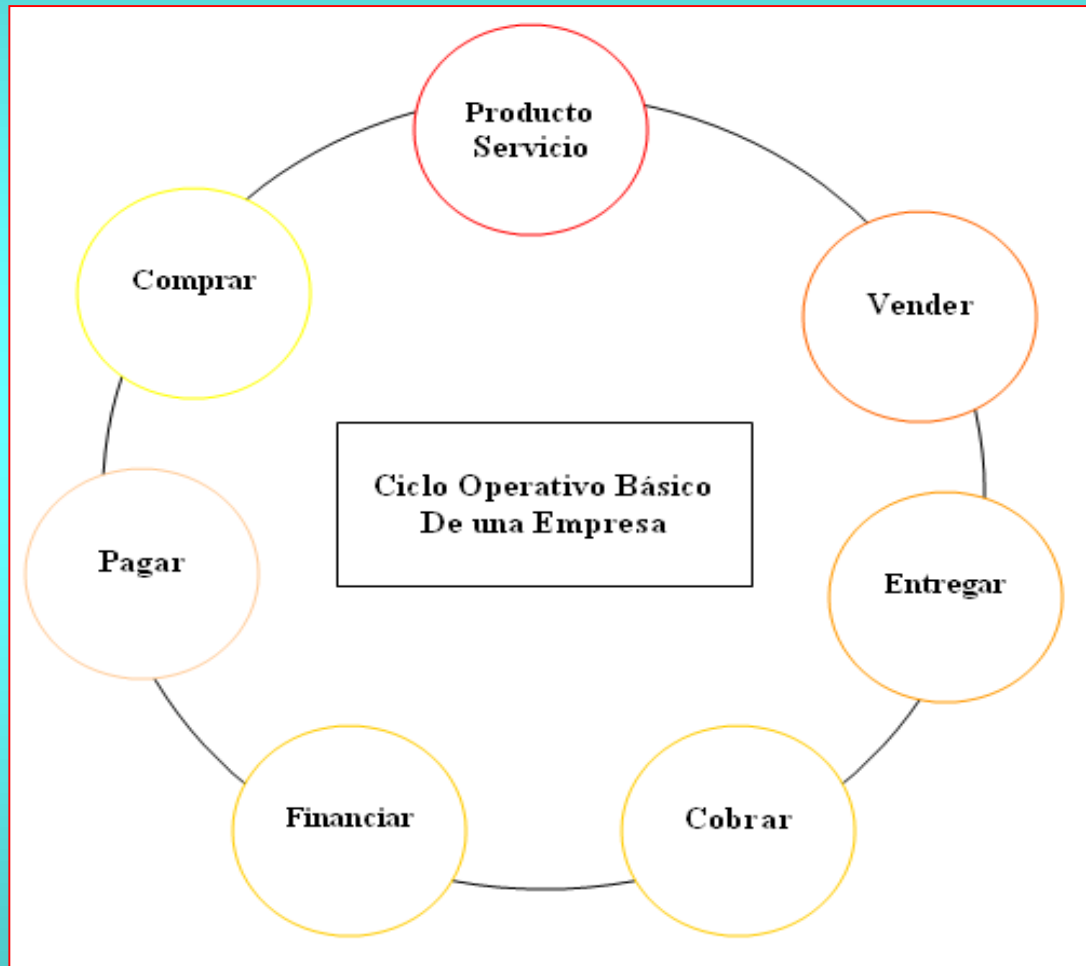 Producto
Servicio
Vender
Entregar
Cobrar
Financiar
Pagar
Comprar
Ciclo Operativo Básico
De una Empresa